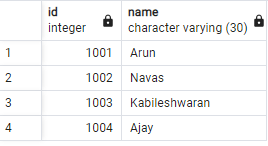 id name
integer character varying (30)
1 1001 Arun
2 1002 Navas
3 1003 Kabileshwaran
4 1004 Ajay